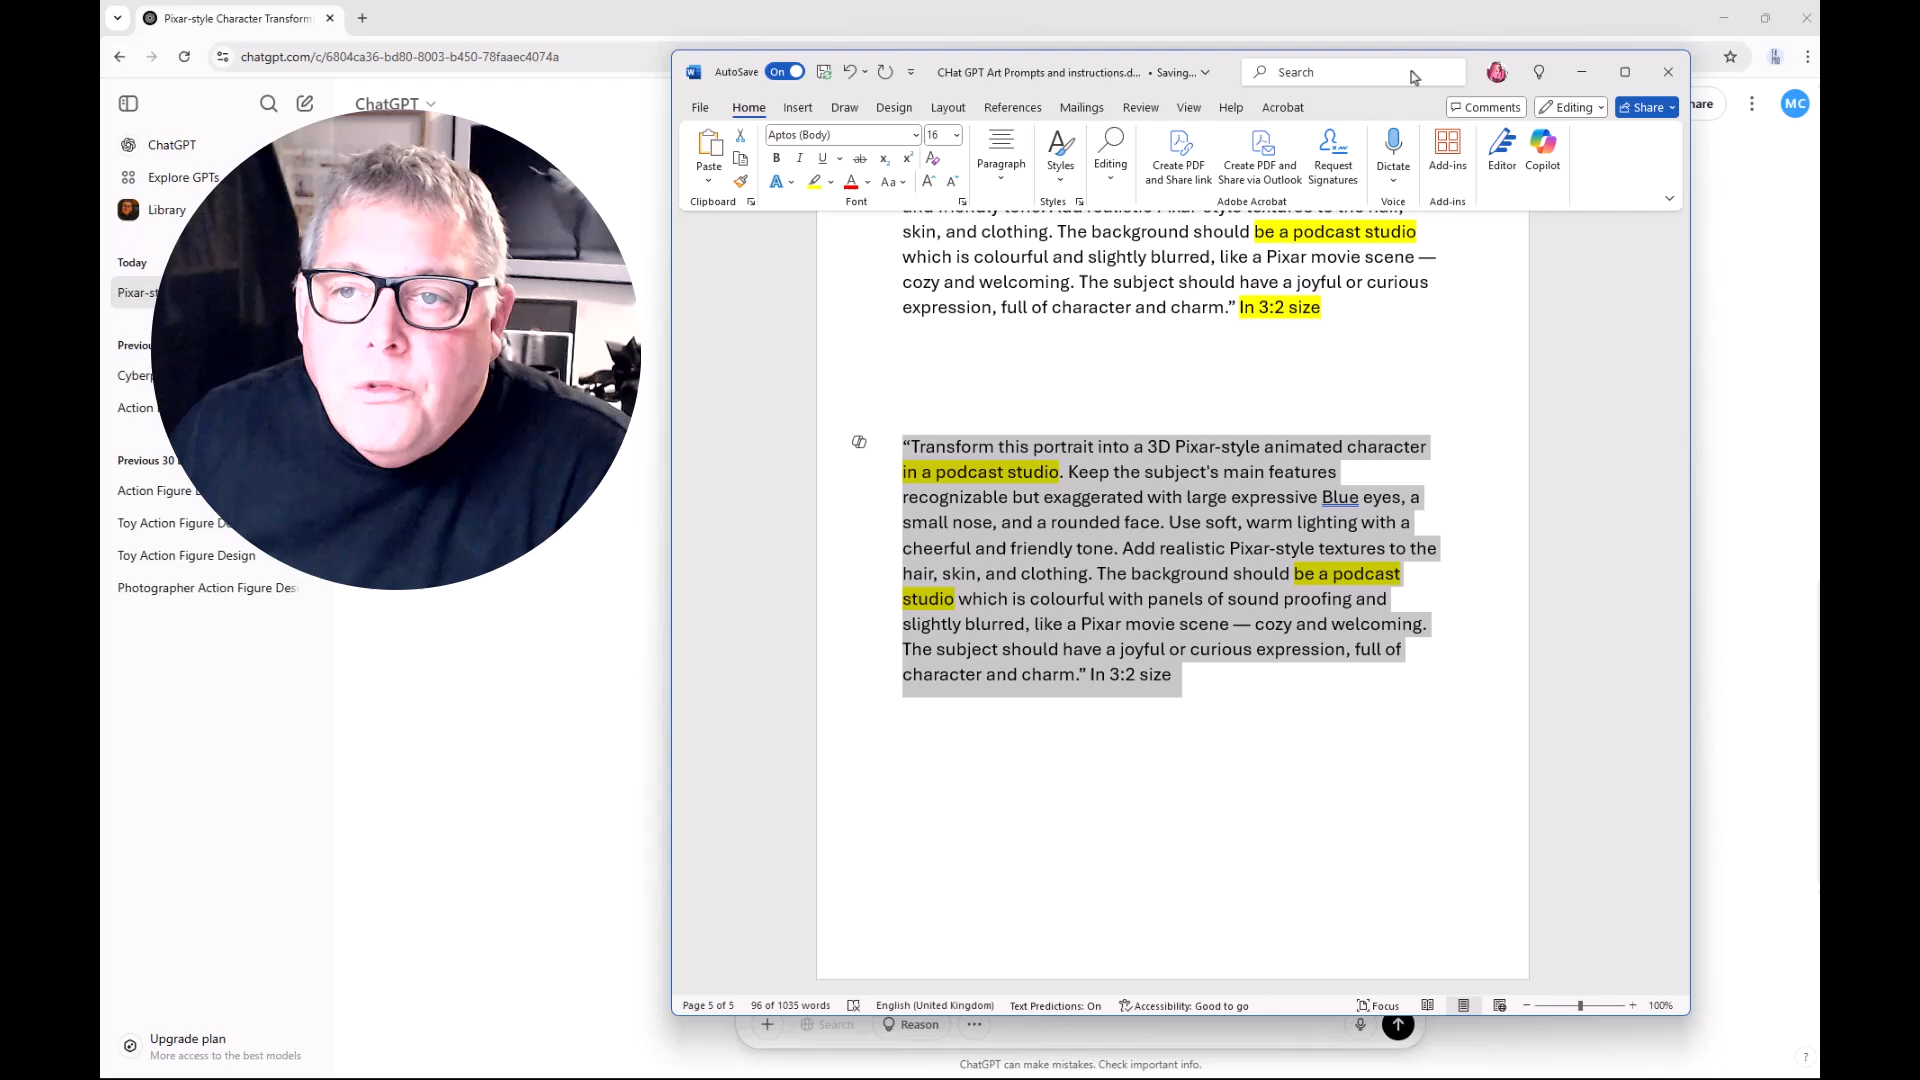 Pixar-style Character Transform
chatgpt.com/c/6804ca36-bd80-8003-b450-78faaec4074a
ChatGPT
MC
ChatGPT
Explore GPTs
Library
Today
Pixar-st
Previou
Cyberp
Action
Previous 30
Action Figure D
Toy Action Figure D
Toy Action Figure Design
Photographer Action Figure Des
Upgrade plan
More access to the best models
AutoSave
On
CHat GPT Art Prompts and instructions.d... • Saving...
Search
File
Home
Insert
Draw
Design
Layout
References
Mailings
Review
View
Help
Acrobat
Comments
Editing
Share
Paste
Clipboard
Aptos (Body)
16
Font
Paragraph
Styles
Styles
Editing
Create PDF
and Share link
Create PDF and
Share via Outlook
Request
Signatures
Adobe Acrobat
Dictate
Voice
Add-ins
Add-ins
Editor
Copilot
skin, and clothing. The background should be a podcast studio
which is colourful and slightly blurred, like a Pixar movie scene —
cozy and welcoming. The subject should have a joyful or curious
expression, full of character and charm.” In 3:2 size
“Transform this portrait into a 3D Pixar-style animated character
in a podcast studio. Keep the subject's main features
recognizable but exaggerated with large expressive Blue eyes, a
small nose, and a rounded face. Use soft, warm lighting with a
cheerful and friendly tone. Add realistic Pixar-style textures to the
hair, skin, and clothing. The background should be a podcast
studio which is colourful with panels of sound proofing and
slightly blurred, like a Pixar movie scene — cozy and welcoming.
The subject should have a joyful or curious expression, full of
character and charm.” In 3:2 size
Page 5 of 5
96 of 1035 words
English (United Kingdom)
Text Predictions: On
Accessibility: Good to go
Focus
100%
Search
Reason
ChatGPT can make mistakes. Check important info.